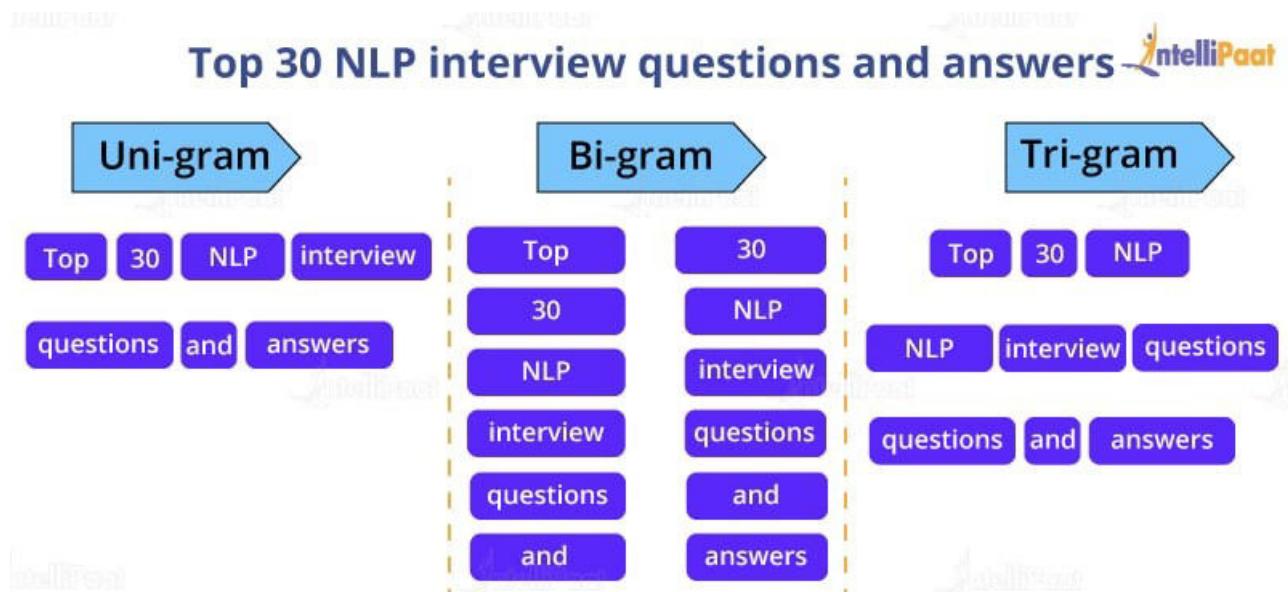 Top 30 NLP interview questions and answers IntelliPaat
Uni-gram
Top 30 NLP interview
questions and answers
Bi-gram
Top 30
30 NLP
NLP interview
interview questions
questions and
and answers
Tri-gram
Top 30 NLP
NLP interview questions
questions and answers